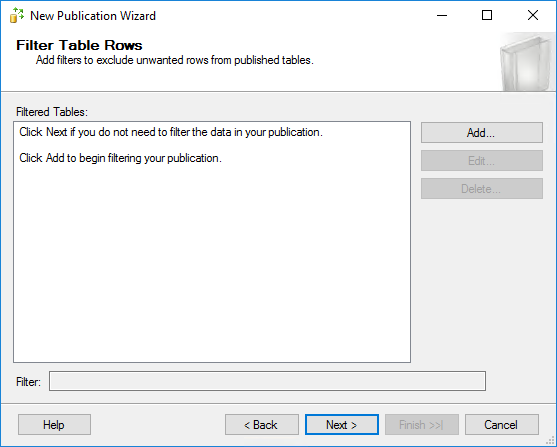 New Publication Wizard
Filter Table Rows
Add filters to exclude unwanted rows from published tables.
Filtered Tables:
Click Next if you do not need to filter the data in your publication.
Click Add to begin filtering your publication.
Add...
Edit...
Delete...
Filter:
Help
< Back
Next >
Finish >>|
Cancel